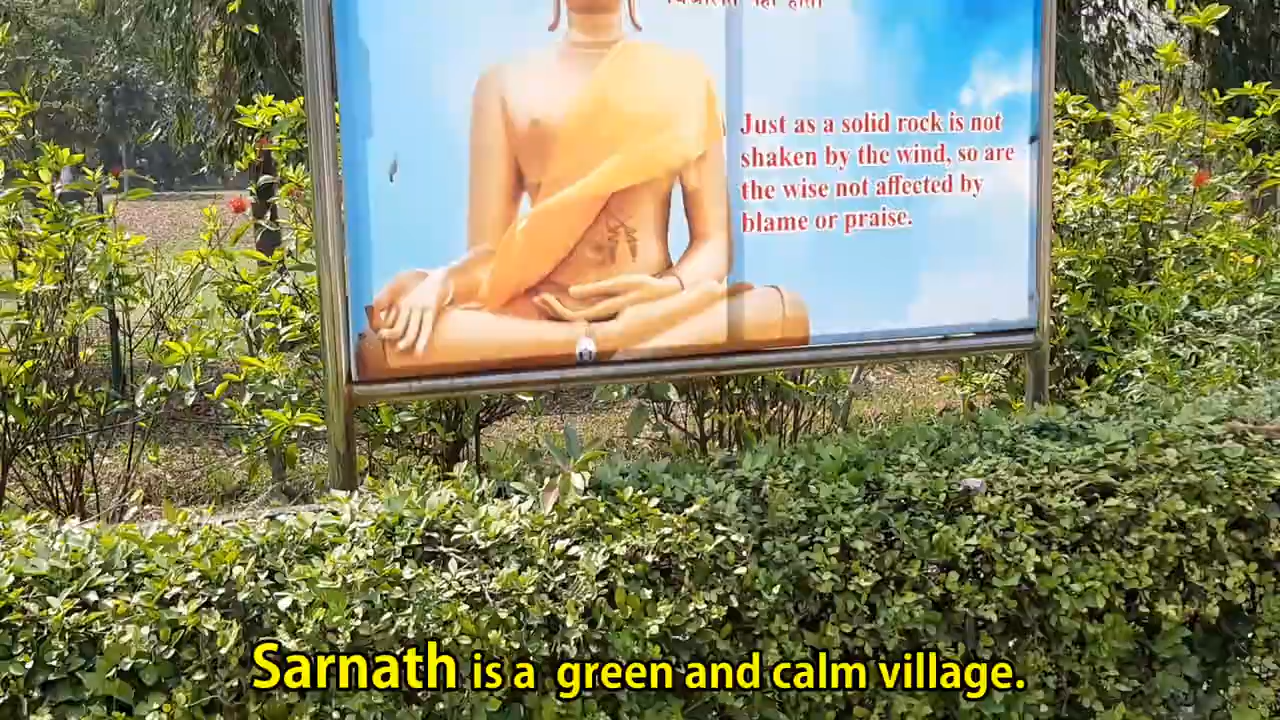 नहीं होता
Just as a solid rock is not
shaken by the wind, so are
the wise not affected by
blame or praise.
Sarnath is a green and calm village.